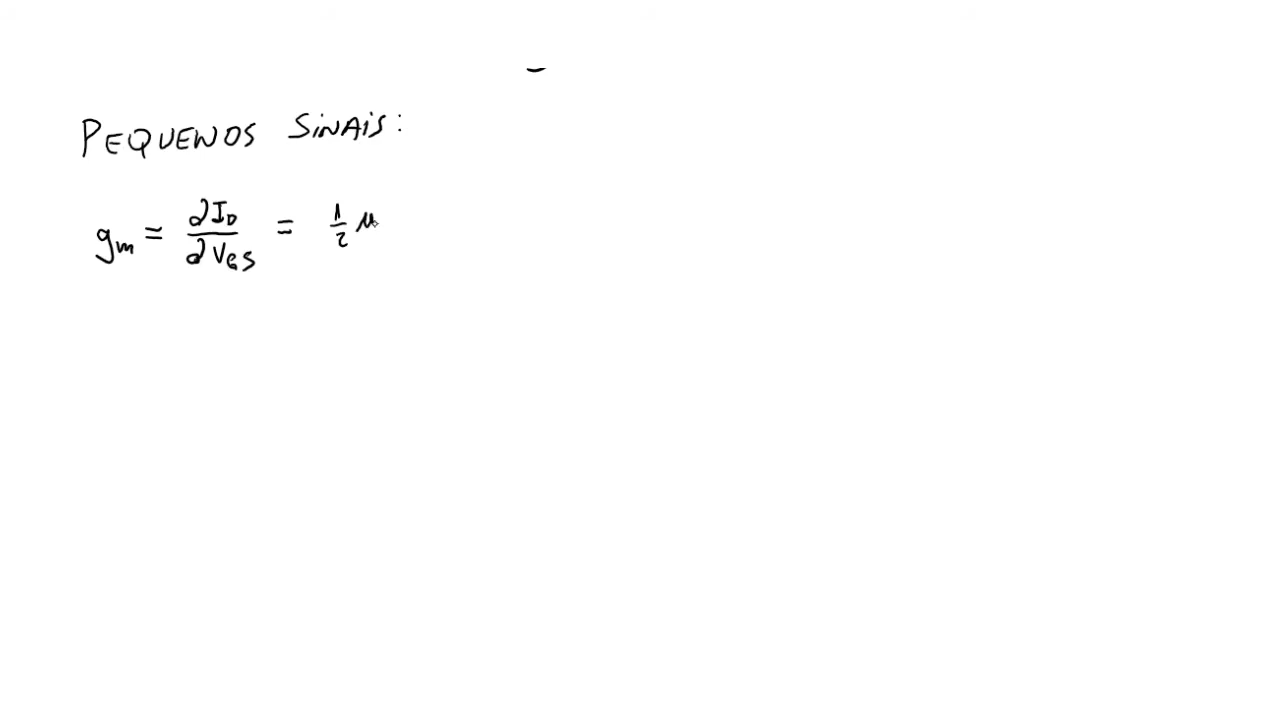 PEQUENOS SINAIS:
gm = ∂ID/∂VGS = 1/2 μ